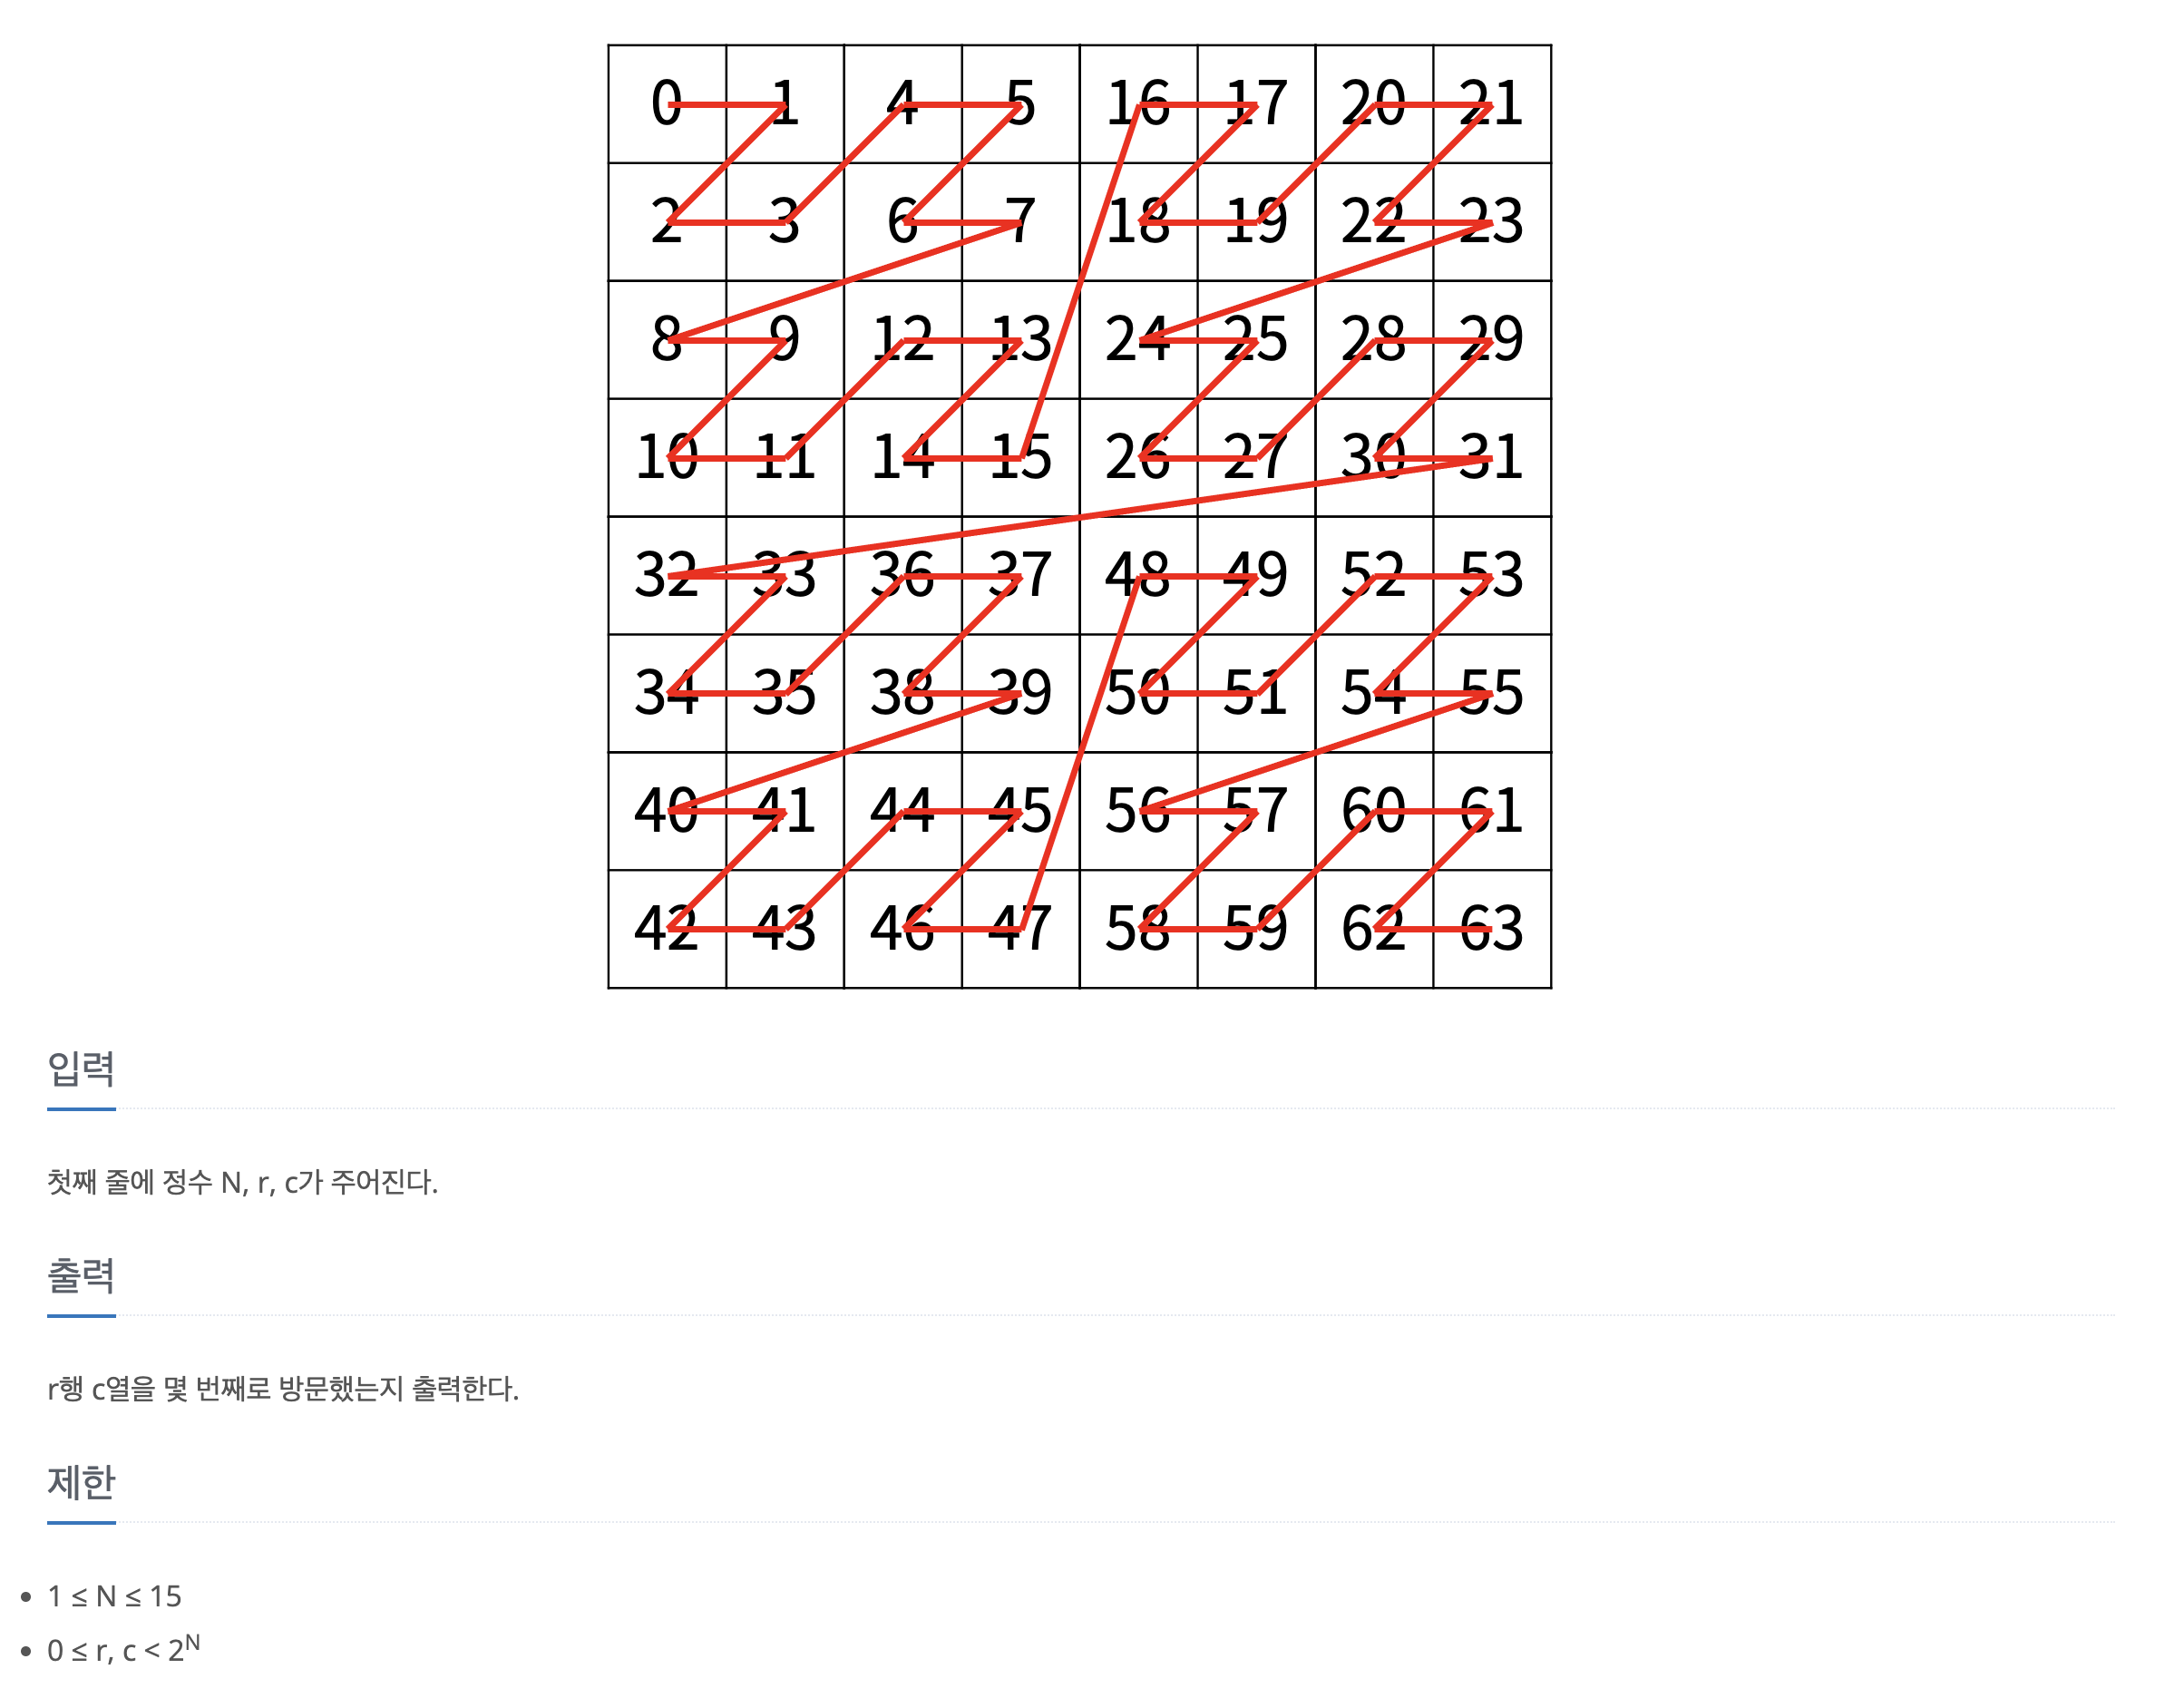 0 1 4 5 16 17 20 21
2 3 6 7 18 19 22 23
8 9 12 13 24 25 28 29
10 11 14 15 26 27 30 31
32 33 36 37 48 49 52 53
34 35 38 39 50 51 54 55
40 41 44 45 56 57 60 61
42 43 46 47 58 59 62 63
입력
첫째 줄에 정수 N, r, c가 주어진다.
출력
r행 c열을 몇 번째로 방문했는지 출력한다.
제한
• 1 ≤ N ≤ 15
• 0 ≤ r, c < 2^N